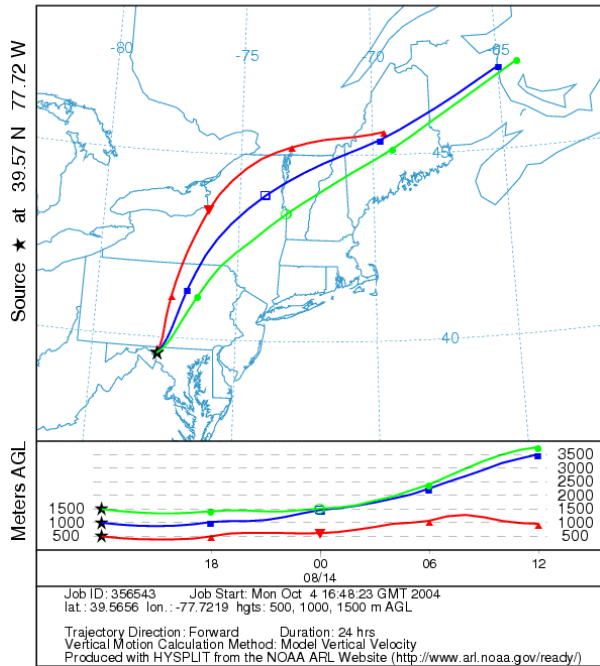 Source ★ at 39.57 N 77.72 W
-80
-75
-65
45
40
Meters AGL
1500
1000
500
3500
3000
2500
2000
1500
1000
500
18 00 06 12
08/14
Job ID: 356543 Job Start: Mon Oct 4 16:48:23 GMT 2004
lat.: 39.5656 lon.: -77.7219 hgts: 500, 1000, 1500 m AGL
Trajectory Direction: Forward Duration: 24 hrs
Vertical Motion Calculation Method: Model Vertical Velocity
Produced with HYSPLIT from the NOAA ARL Website (http://www.arl.noaa.gov/ready/)